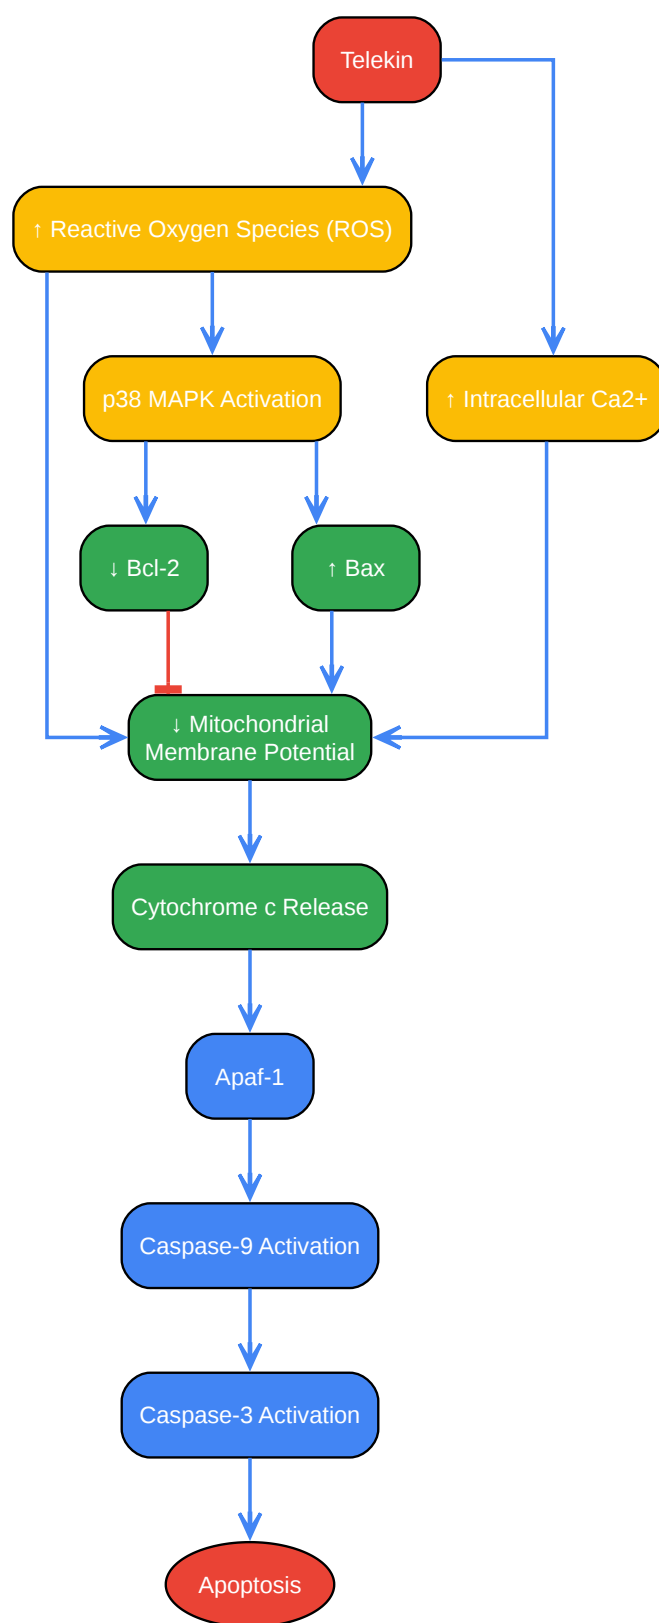 Telekin
↑ Reactive Oxygen Species (ROS)
p38 MAPK Activation
↑ Intracellular Ca2+
↓ Bcl-2
↑ Bax
↓ Mitochondrial
Membrane Potential
Cytochrome c Release
Apaf-1
Caspase-9 Activation
Caspase-3 Activation
Apoptosis